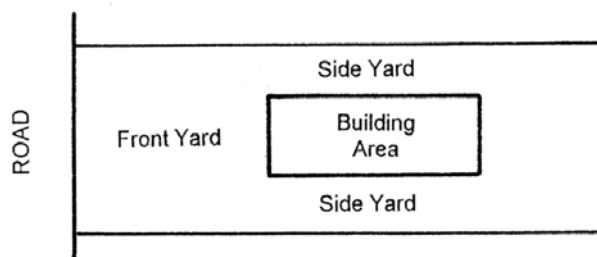 ROAD
Side Yard
Front Yard
Building
Area
Side Yard